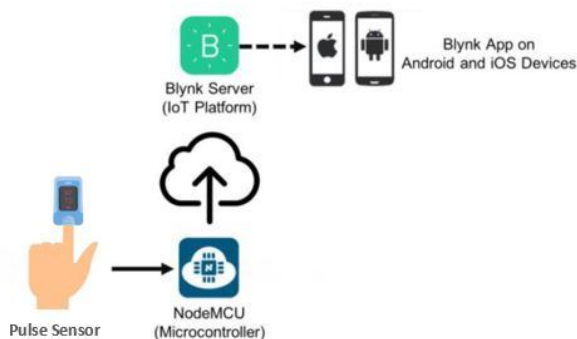 B
Blynk Server
(IoT Platform)
Blynk App on
Android and iOS Devices
N
NodeMCU
(Microcontroller)
Pulse Sensor